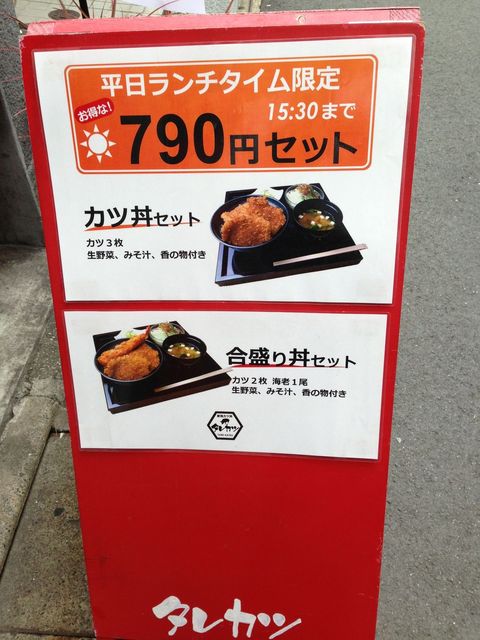 平日ランチタイム限定
お得な!
15:30まで
790円セット
カツ丼セット
カツ3枚
生野菜、みそ汁、香の物付き
合盛り丼セット
カツ2枚 海老1尾
生野菜、みそ汁、香の物付き
タレカツ
タレカツ